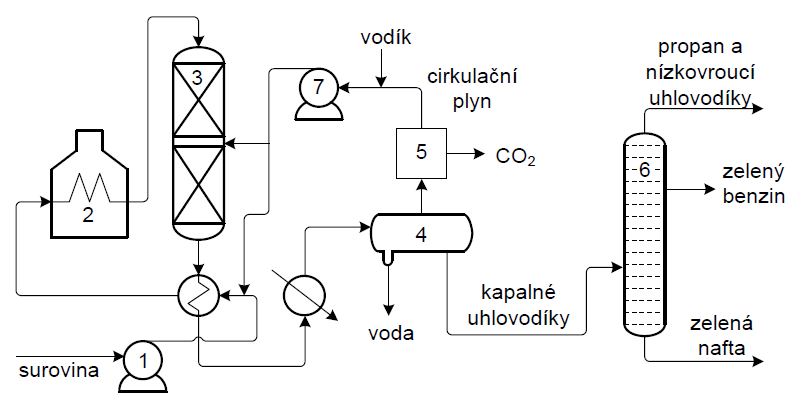 vodík
propan a
nízkovroucí
uhlovodíky
cirkulační
plyn
3
7
5
CO2
6
zelený
benzin
2
4
kapalné
uhlovodíky
voda
zelená
nafta
surovina
1